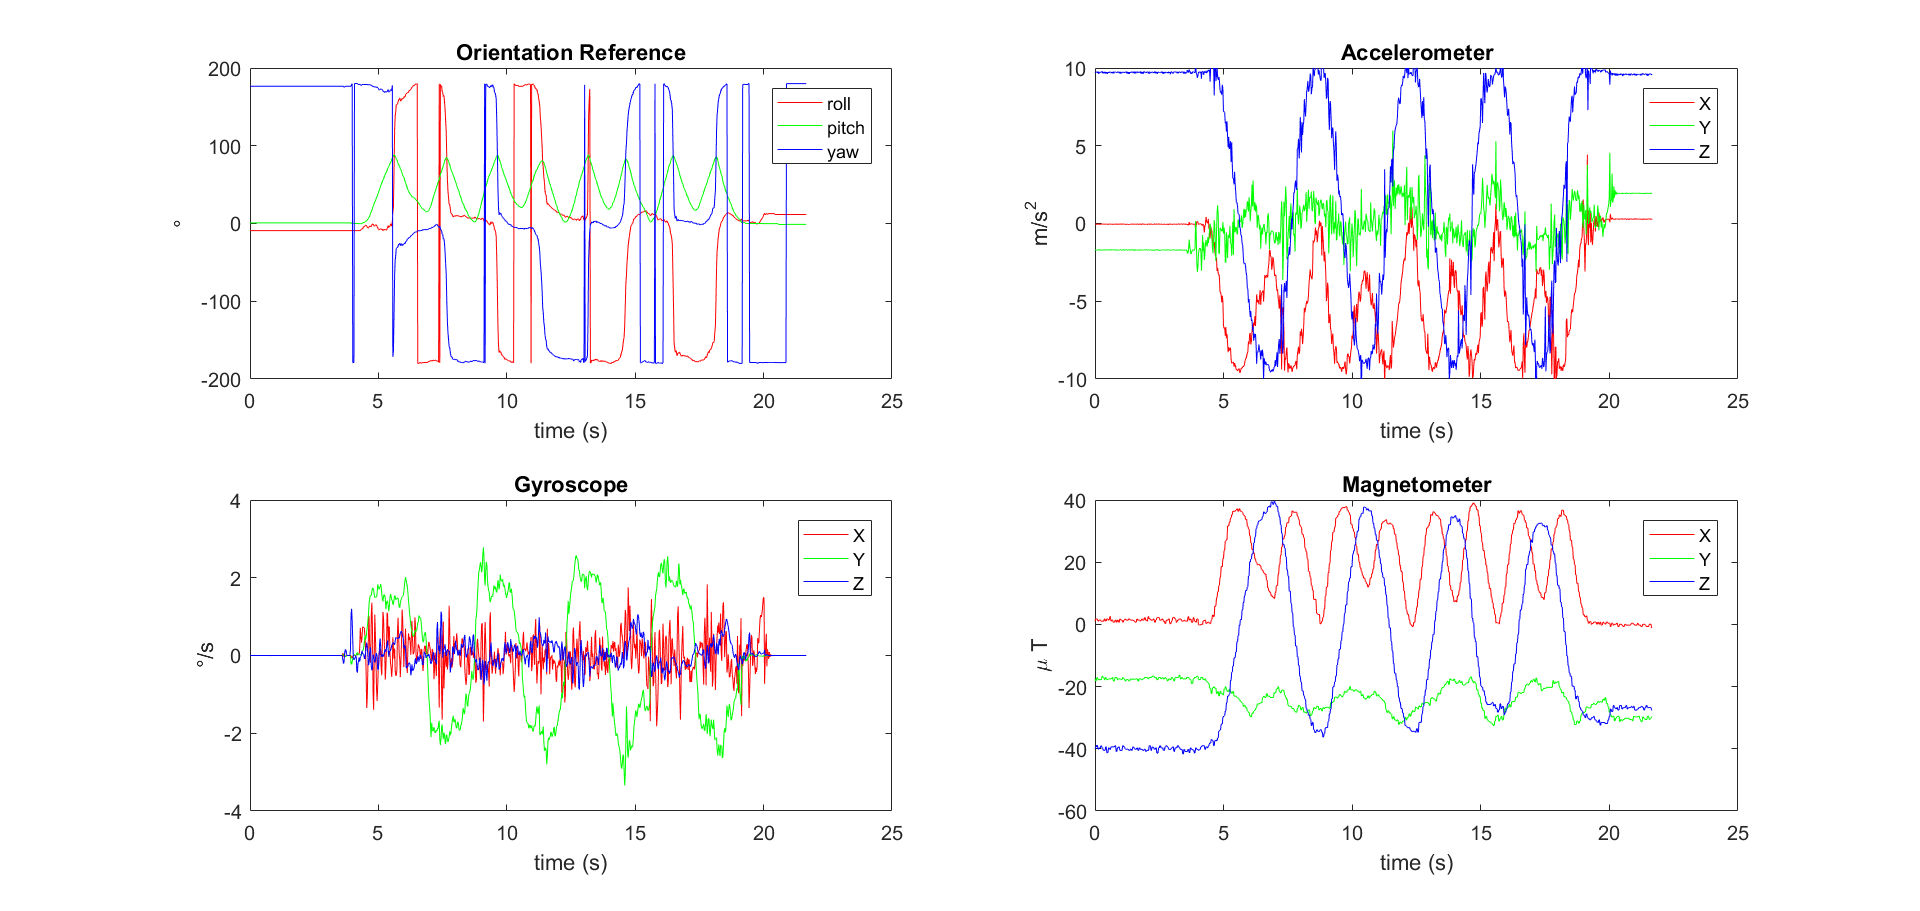 Orientation Reference
200
100
0
-100
-200
°
0 5 10 15 20 25
time (s)
roll
pitch
yaw
Accelerometer
10
5
0
-5
-10
m/s²
0 5 10 15 20 25
time (s)
X
Y
Z
Gyroscope
4
2
0
-2
-4
°/s
0 5 10 15 20 25
time (s)
X
Y
Z
Magnetometer
40
20
0
-20
-40
-60
μ T
0 5 10 15 20 25
time (s)
X
Y
Z